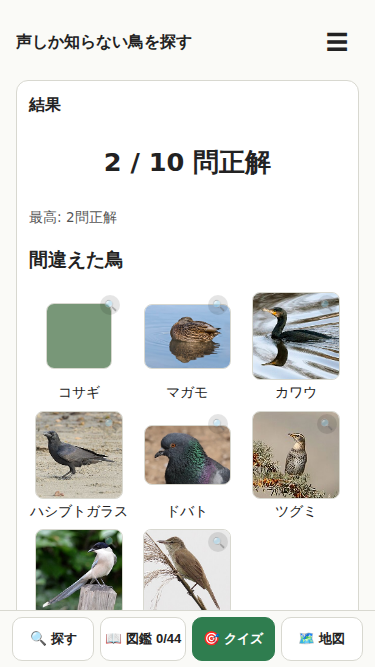 声しか知らない鳥を探す
結果
2 / 10 問正解
最高: 2問正解
間違えた鳥
コサギ
マガモ
カワウ
ハシブトガラス
ドバト
ツグミ
探す
図鑑 0/44
クイズ
地図